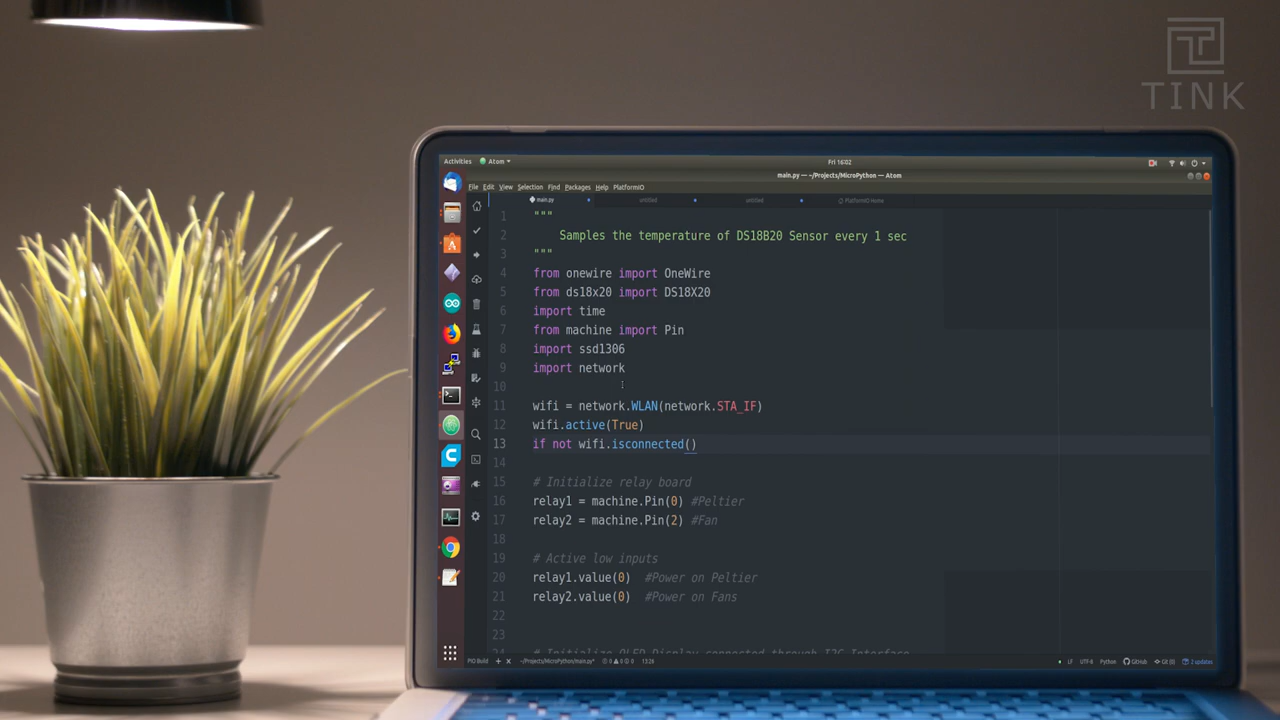 TINK
Activities Atom Fri 16:02
main.py — ~/Projects/MicroPython — Atom
File Edit View Selection Find Packages Help PlatformIO
main.py untitled untitled PlatformIO Home
1 """
2 Samples the temperature of DS18B20 Sensor every 1 sec
3 """
4 from onewire import OneWire
5 from ds18x20 import DS18X20
6 import time
7 from machine import Pin
8 import ssd1306
9 import network
10
11 wifi = network.WLAN(network.STA_IF)
12 wifi.active(True)
13 if not wifi.isconnected()
14
15 # Initialize relay board
16 relay1 = machine.Pin(0) #Peltier
17 relay2 = machine.Pin(2) #Fan
18
19 # Active low inputs
20 relay1.value(0) #Power on Peltier
21 relay2.value(0) #Power on Fans
22
23
24 # Initialize OLED Display connected through I2C Interface
PIO Build + × ~/Projects/MicroPython/main.py* 0 0 0 13:26 LF UTF-8 Python GitHub Git (0) 2 updates